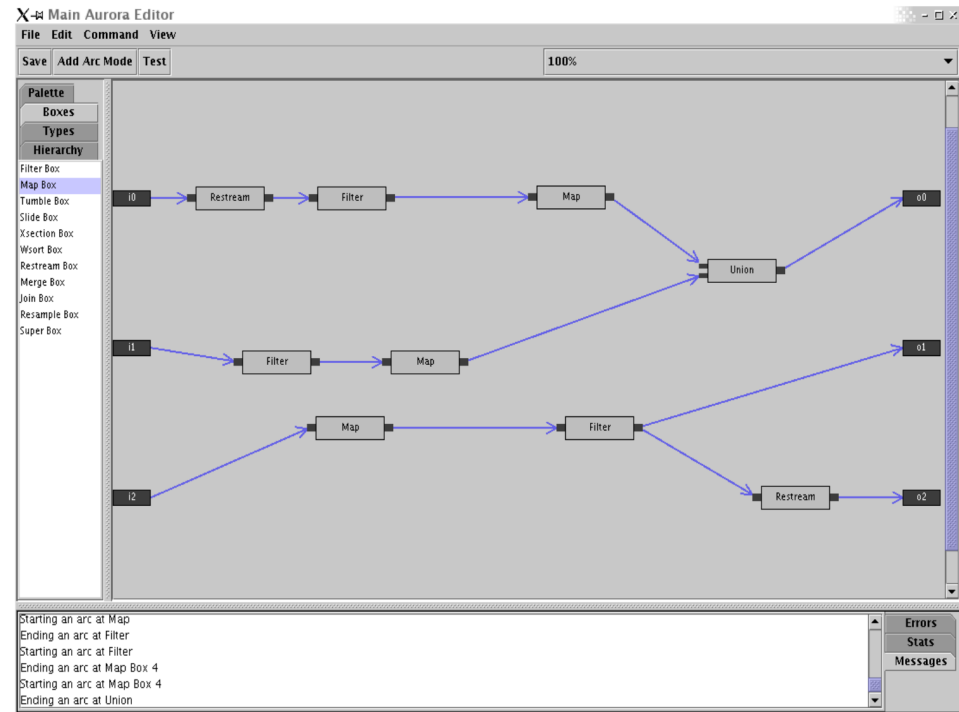 Main Aurora Editor
File Edit Command View
Save Add Arc Mode Test 100%
Palette
Boxes
Types
Hierarchy
Filter Box
Map Box
Tumble Box
Slide Box
Xsection Box
Wsort Box
Restream Box
Merge Box
Join Box
Resample Box
Super Box
i0 Restream Filter Map o0
Union
i1 Filter Map o1
Map Filter
i2 Restream o2
Starting an arc at Map
Ending an arc at Filter
Starting an arc at Filter
Ending an arc at Map Box 4
Starting an arc at Map Box 4
Ending an arc at Union
Errors
Stats
Messages